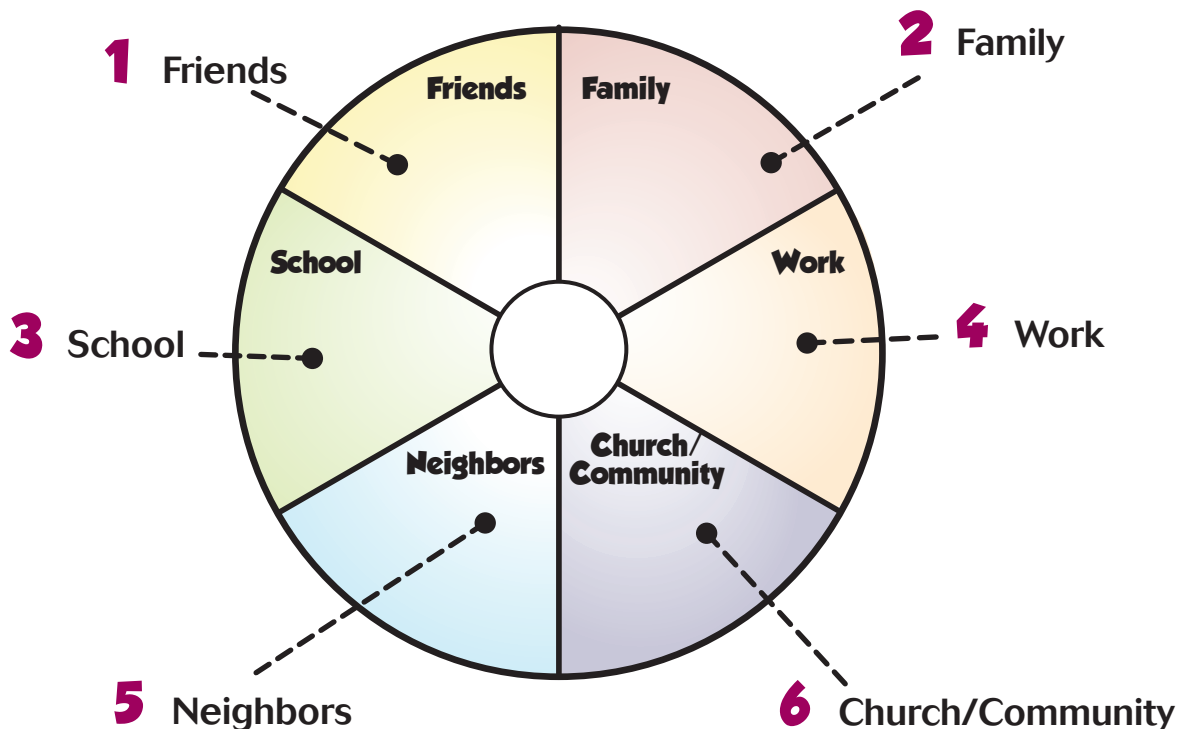 1 Friends
2 Family
Friends
Family
School
Work
3 School
4 Work
Neighbors
Church/
Community
5 Neighbors
6 Church/Community